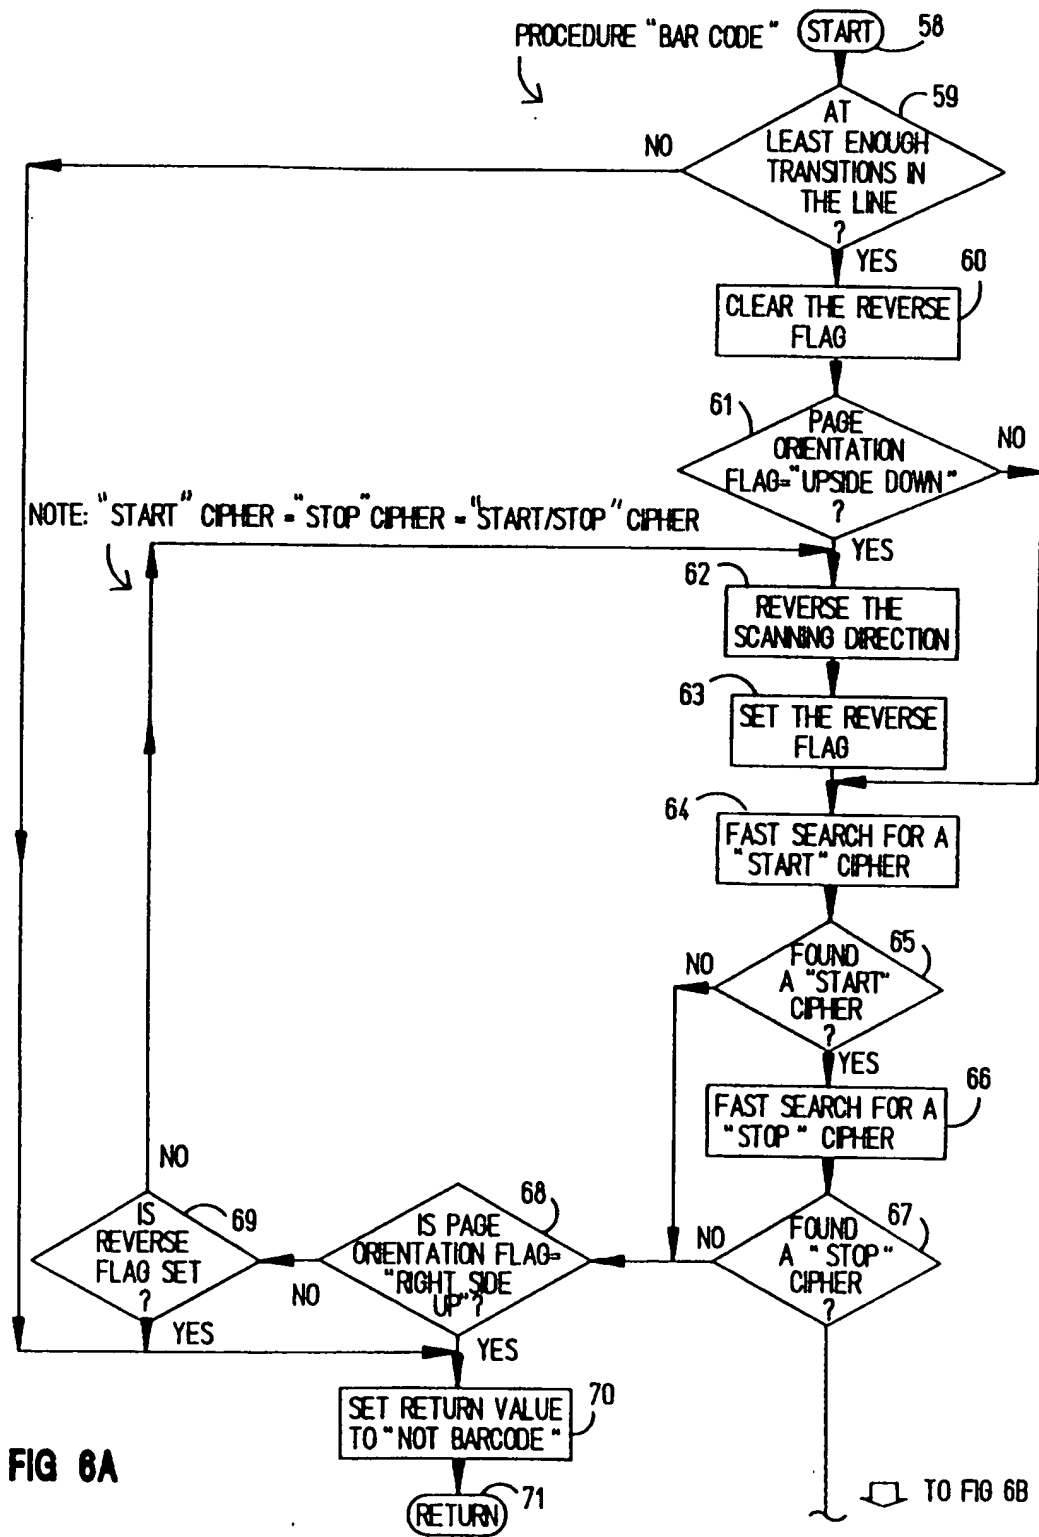 PROCEDURE "BAR CODE"
START
58
59
AT
LEAST ENOUGH
TRANSITIONS IN
THE LINE
?
NO
YES
60
CLEAR THE REVERSE
FLAG
61
PAGE
ORIENTATION
FLAG="UPSIDE DOWN"
?
NO
YES
NOTE: "START" CIPHER = "STOP" CIPHER = "START/STOP" CIPHER
62
REVERSE THE
SCANNING DIRECTION
63
SET THE REVERSE
FLAG
64
FAST SEARCH FOR A
"START" CIPHER
65
FOUND
A "START"
CIPHER
?
NO
YES
66
FAST SEARCH FOR A
"STOP" CIPHER
67
FOUND
A "STOP"
CIPHER
?
NO
68
IS PAGE
ORIENTATION FLAG=
"RIGHT SIDE
UP"?
NO
YES
69
IS
REVERSE
FLAG SET
?
NO
YES
70
SET RETURN VALUE
TO "NOT BARCODE"
71
RETURN
FIG 6A
TO FIG 6B